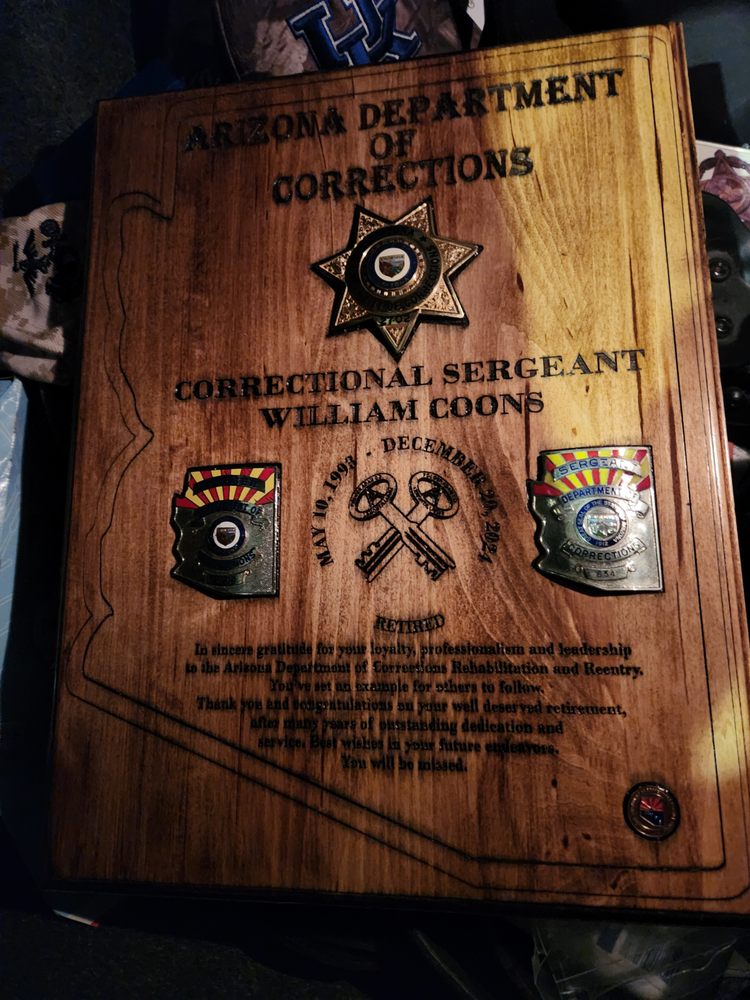 UK
ARIZONA DEPARTMENT
OF
CORRECTIONS
CORRECTIONAL SERGEANT
WILLIAM COONS
MAY 10, 1993 - DECEMBER 20, 2024
SERGEANT
DEPARTMENT OF
CORRECTIONS
634
RETIRED
In sincere gratitude for your loyalty, professionalism and leadership
to the Arizona Department of Corrections Rehabilitation and Reentry.
You've set an example for others to follow.
Thank you and congratulations on your well deserved retirement,
after many years of outstanding dedication and
service. Best wishes in your future endeavors.
You will be missed.